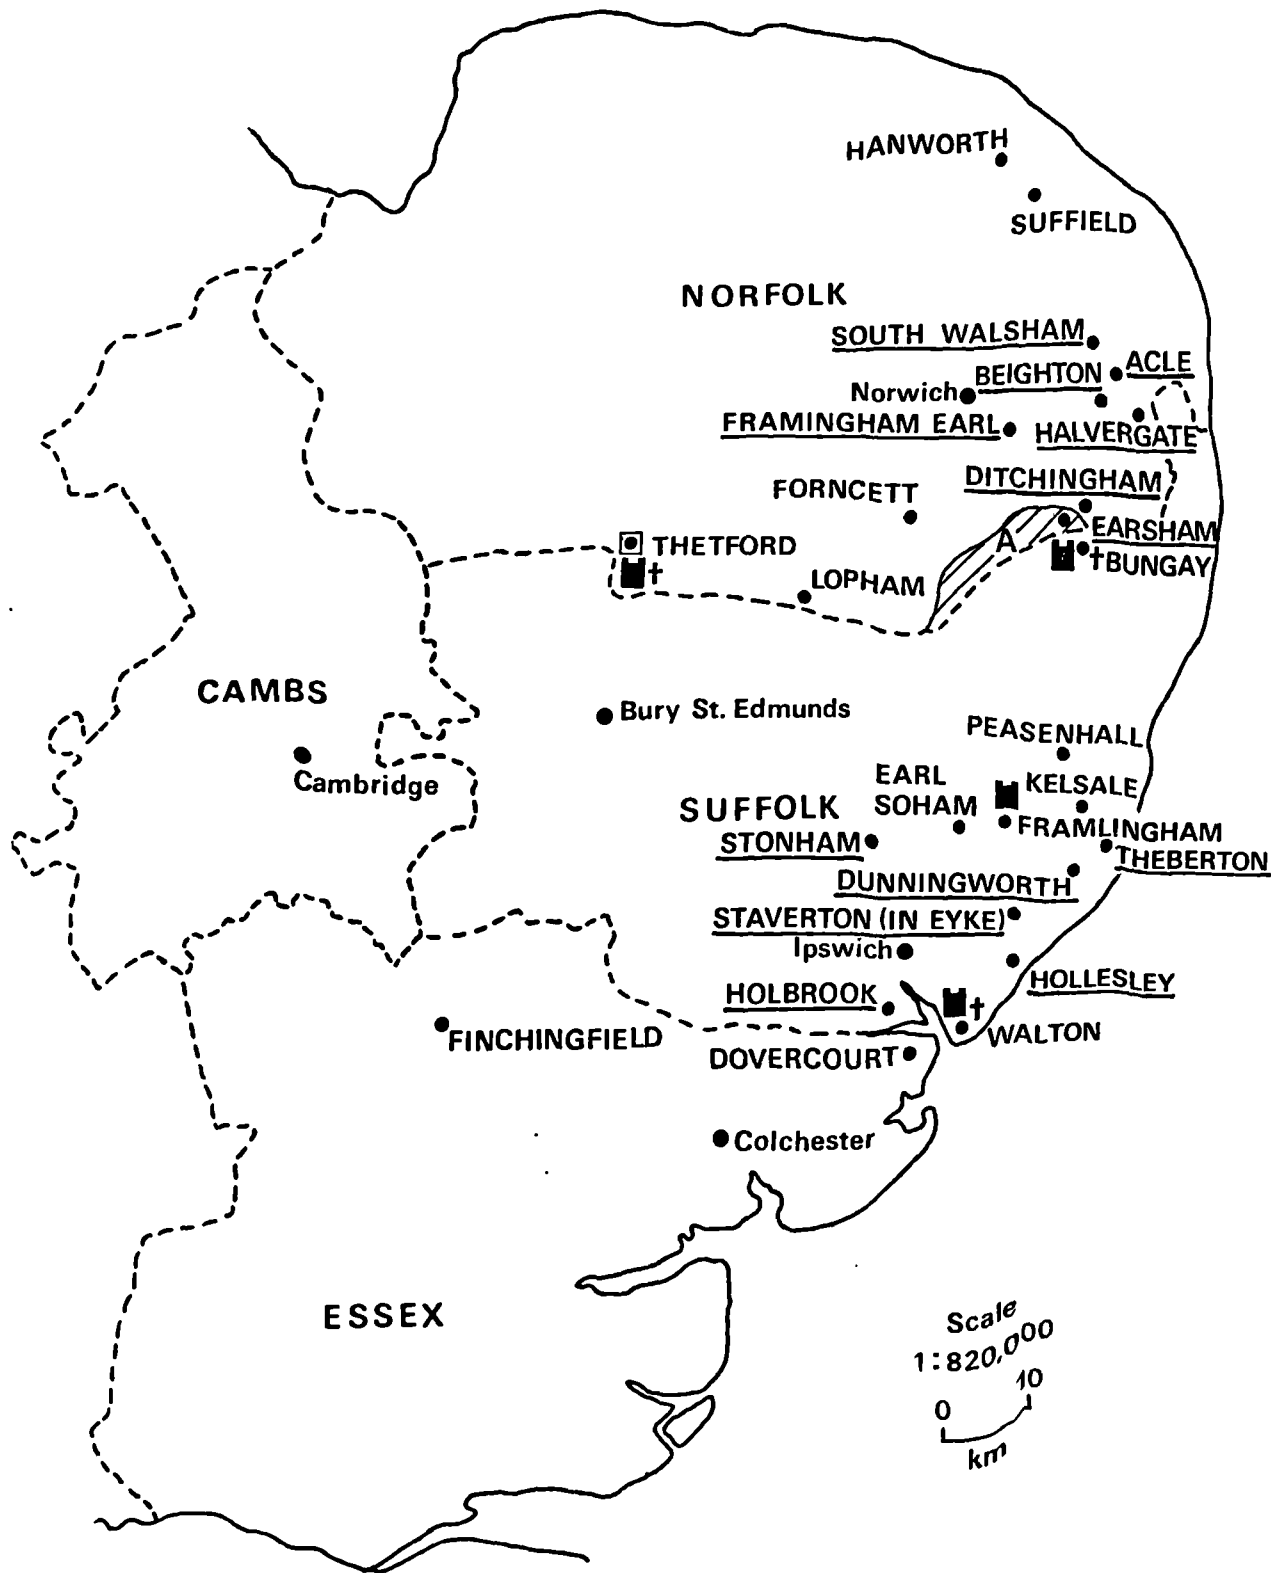 HANWORTH
SUFFIELD
NORFOLK
SOUTH WALSHAM
ACLE
BEIGHTON
Norwich
FRAMINGHAM EARL
HALVERGATE
DITCHINGHAM
FORNCETT
EARSHAM
A
THETFORD
BUNGAY
LOPHAM
CAMBS
Bury St. Edmunds
PEASENHALL
Cambridge
EARL
SOHAM
KELSALE
SUFFOLK
FRAMLINGHAM
STONHAM
THEBERTON
DUNNINGWORTH
STAVERTON (IN EYKE)
Ipswich
HOLLESLEY
HOLBROOK
WALTON
FINCHINGFIELD
DOVERCOURT
Colchester
ESSEX
Scale
1:820,000
0 10
km